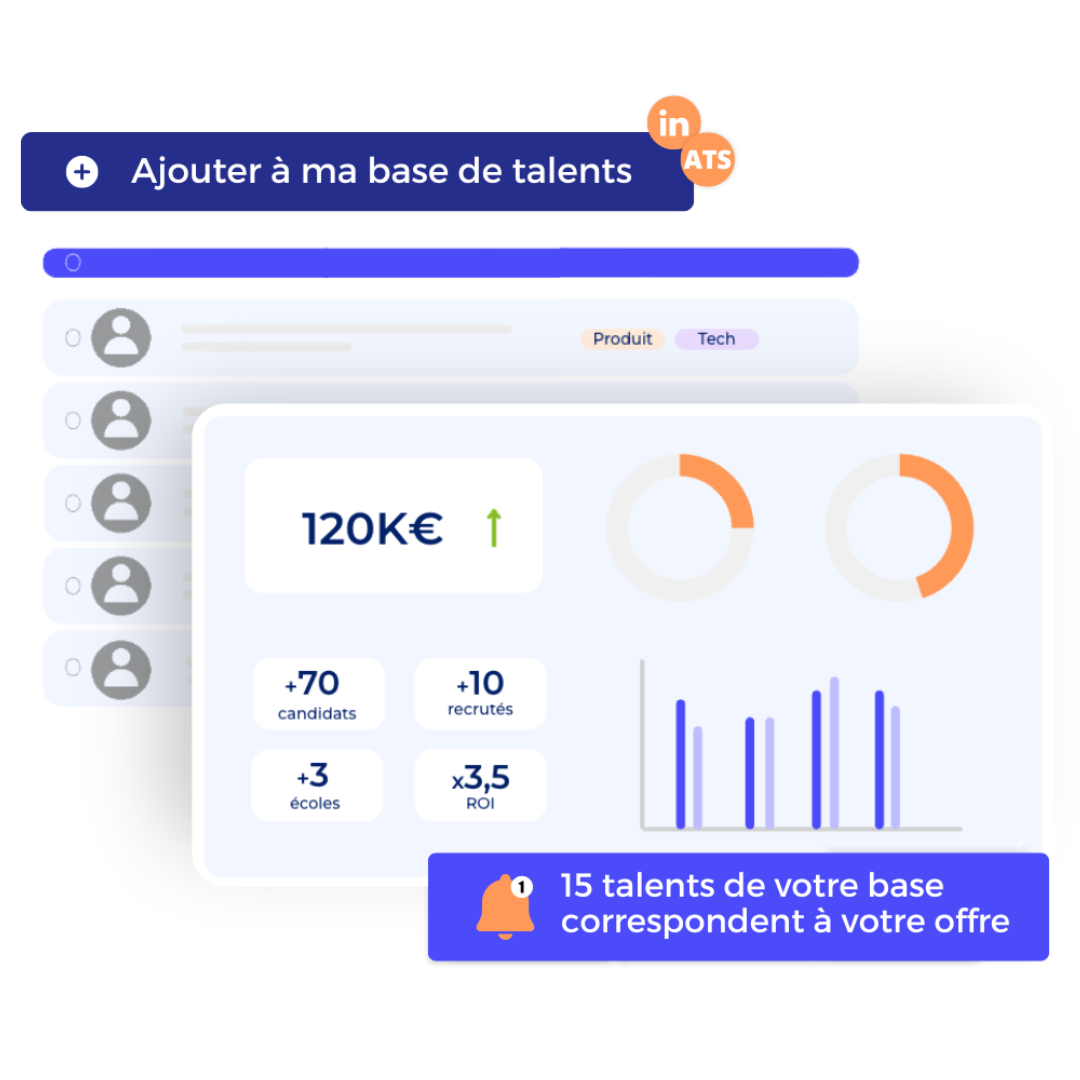 in
ATS
Ajouter à ma base de talents
Produit
Tech
120K€
+70
candidats
+10
recrutés
+3
écoles
x3,5
ROI
1
15 talents de votre base
correspondent à votre offre